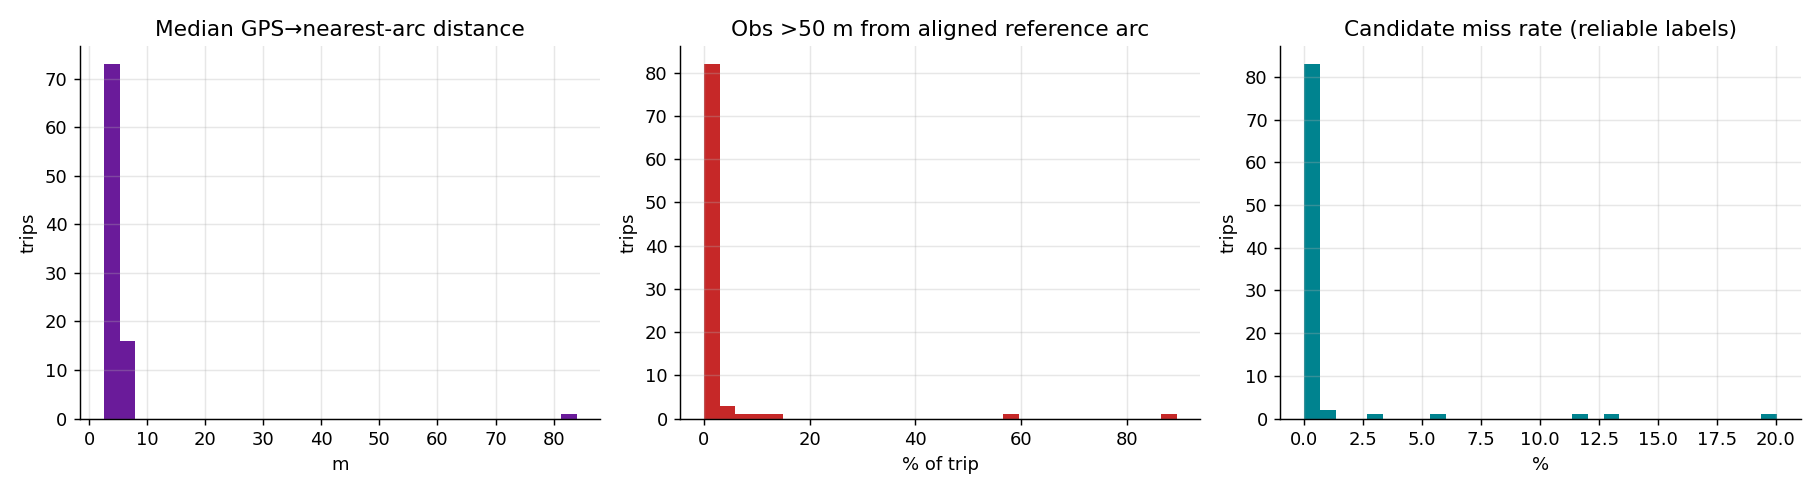 Median GPS→nearest-arc distance
trips
0
10
20
30
40
50
60
70
0 10 20 30 40 50 60 70 80
m
Obs >50 m from aligned reference arc
trips
0
10
20
30
40
50
60
70
80
0 20 40 60 80
% of trip
Candidate miss rate (reliable labels)
trips
0
10
20
30
40
50
60
70
80
0.0 2.5 5.0 7.5 10.0 12.5 15.0 17.5 20.0
%